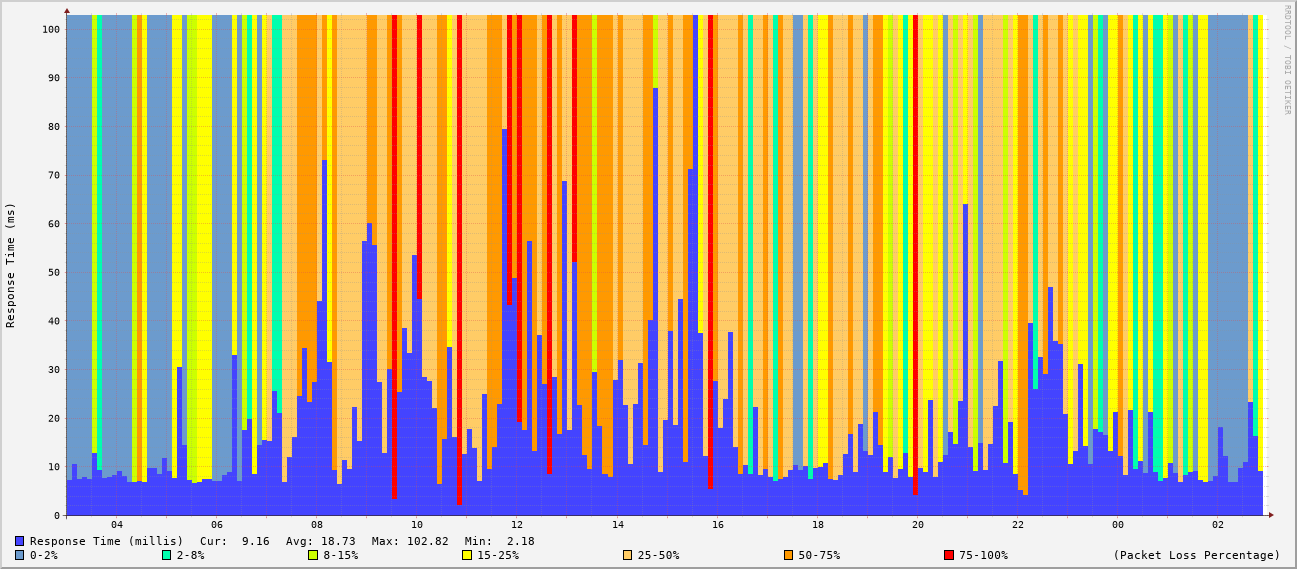 RRDTOOL / TOBI OETIKER
Response Time (ms)
100
90
80
70
60
50
40
30
20
10
0
04 06 08 10 12 14 16 18 20 22 00 02
Response Time (millis) Cur: 9.16 Avg: 18.73 Max: 102.82 Min: 2.18
0-2% 2-8% 8-15% 15-25% 25-50% 50-75% 75-100% (Packet Loss Percentage)